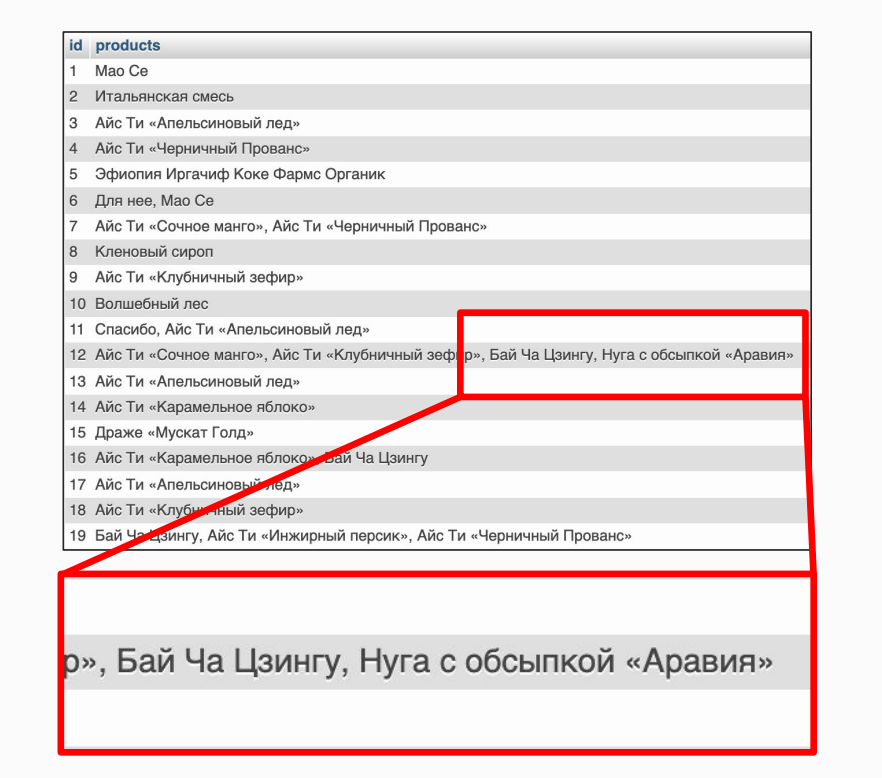 id products
1 Мао Се
2 Итальянская смесь
3 Айс Ти «Апельсиновый лед»
4 Айс Ти «Черничный Прованс»
5 Эфиопия Иргачиф Коке Фармс Органик
6 Для нее, Мао Се
7 Айс Ти «Сочное манго», Айс Ти «Черничный Прованс»
8 Кленовый сироп
9 Айс Ти «Клубничный зефир»
10 Волшебный лес
11 Спасибо, Айс Ти «Апельсиновый лед»
12 Айс Ти «Сочное манго», Айс Ти «Клубничный зефир», Бай Ча Цзингу, Нуга с обсыпкой «Аравия»
13 Айс Ти «Апельсиновый лед»
14 Айс Ти «Карамельное яблоко»
15 Драже «Мускат Голд»
16 Айс Ти «Карамельное яблоко», Бай Ча Цзингу
17 Айс Ти «Апельсиновый лед»
18 Айс Ти «Клубничный зефир»
19 Бай Ча Цзингу, Айс Ти «Инжирный персик», Айс Ти «Черничный Прованс»
р», Бай Ча Цзингу, Нуга с обсыпкой «Аравия»